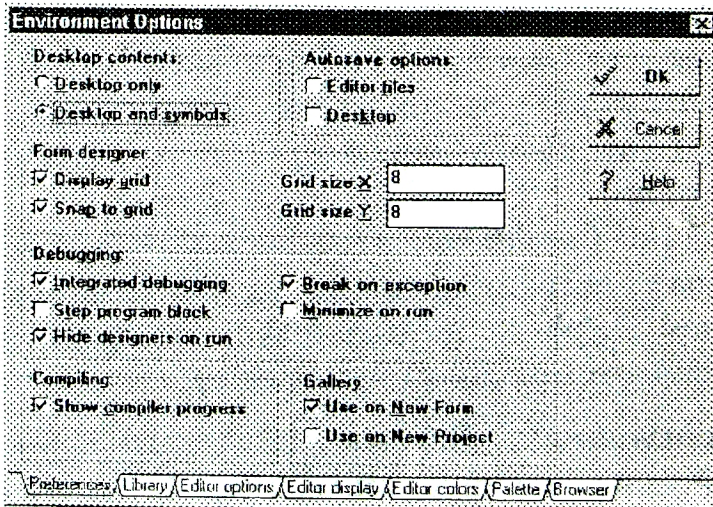 Environment Options
Desktop contents:
Desktop only
Desktop and symbols
Autosave options
Editor files
Desktop
OK
Cancel
Help
Form designer
Display grid
Snap to grid
Grid size X
8
Grid size Y
8
Debugging:
Integrated debugging
Step program block
Hide designers on run
Break on exception
Minimize on run
Compiling:
Show compiler progress
Gallery
Use on New Form
Use on New Project
Preferences Library Editor options Editor display Editor colors Palette Browser